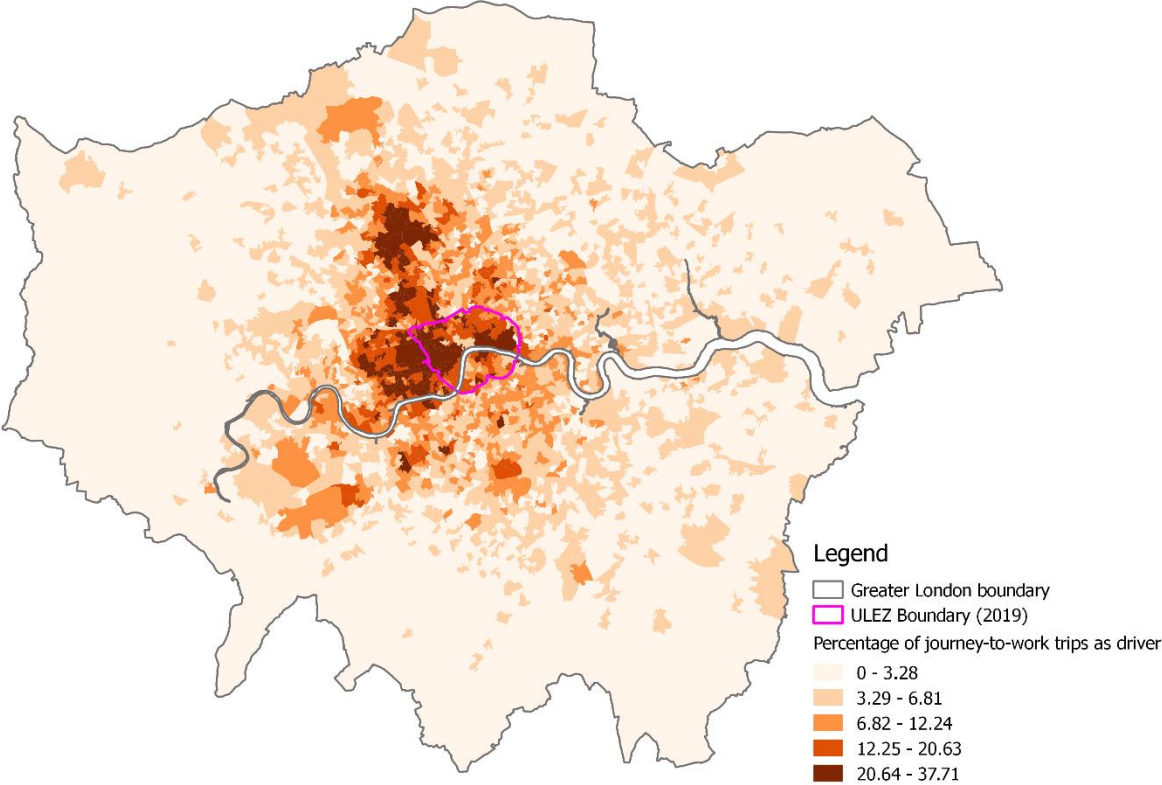 Legend
Greater London boundary
ULEZ Boundary (2019)
Percentage of journey-to-work trips as driver
0 - 3.28
3.29 - 6.81
6.82 - 12.24
12.25 - 20.63
20.64 - 37.71